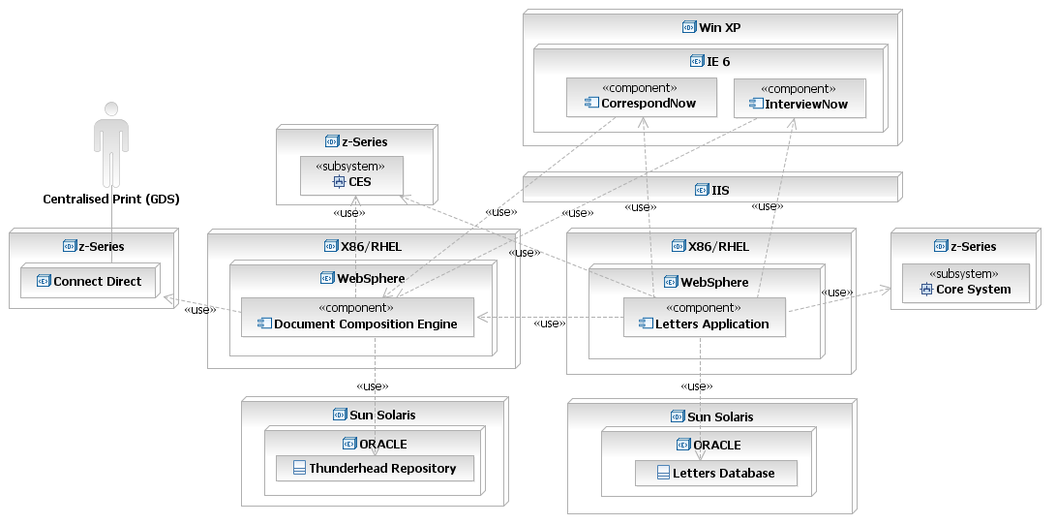 Win XP
IE 6
«component»
CorrespondNow
«component»
InterviewNow
z-Series
«subsystem»
CES
IIS
Centralised Print (GDS)
«use»
«use»
«use»
«use»
«use»
«use»
z-Series
Connect Direct
X86/RHEL
WebSphere
«component»
Document Composition Engine
X86/RHEL
WebSphere
«component»
Letters Application
z-Series
«subsystem»
Core System
«use»
«use»
«use»
«use»
«use»
Sun Solaris
ORACLE
Thunderhead Repository
Sun Solaris
ORACLE
Letters Database